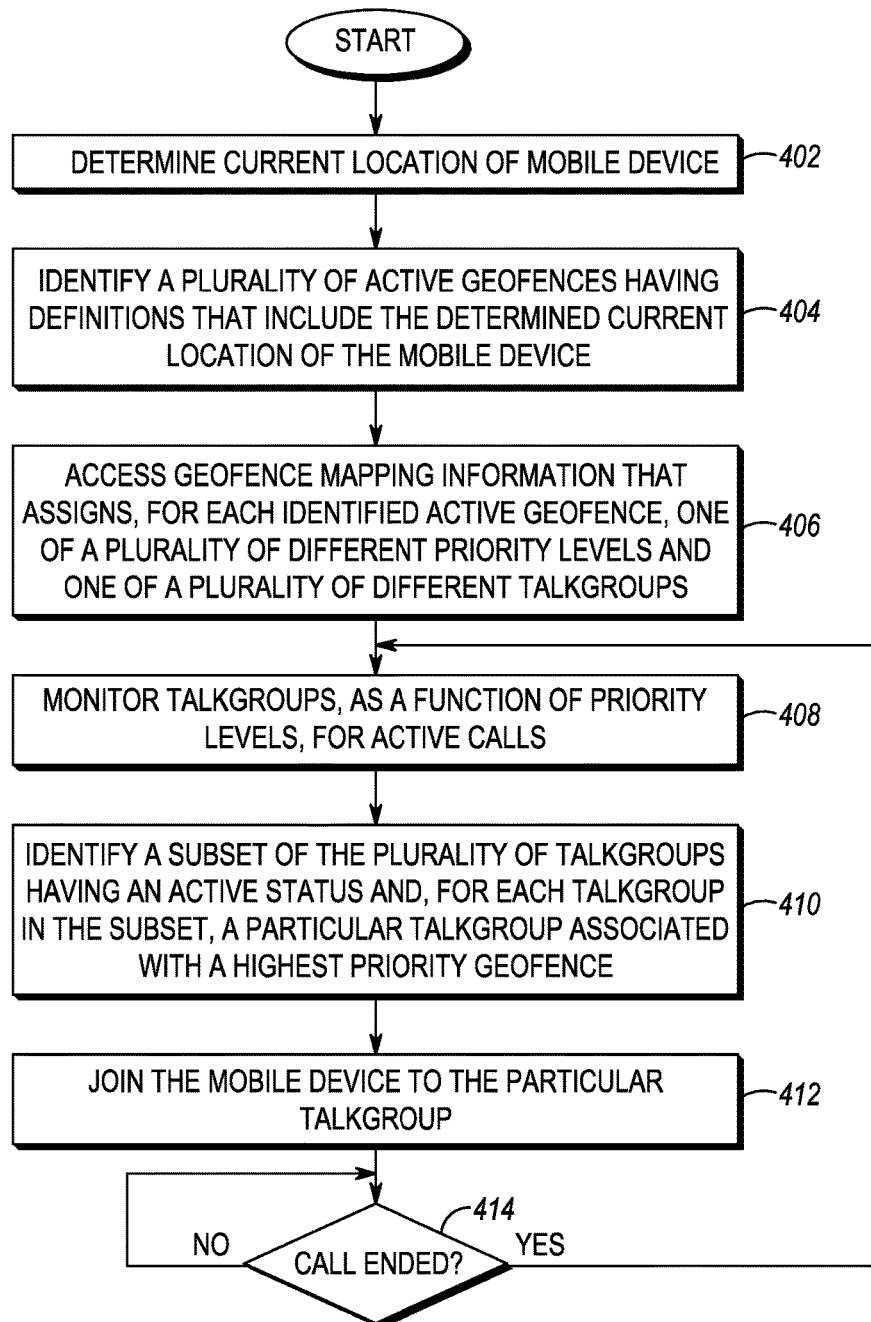 START
DETERMINE CURRENT LOCATION OF MOBILE DEVICE
402
IDENTIFY A PLURALITY OF ACTIVE GEOFENCES HAVING
DEFINITIONS THAT INCLUDE THE DETERMINED CURRENT
LOCATION OF THE MOBILE DEVICE
404
ACCESS GEOFENCE MAPPING INFORMATION THAT
ASSIGNS, FOR EACH IDENTIFIED ACTIVE GEOFENCE, ONE
OF A PLURALITY OF DIFFERENT PRIORITY LEVELS AND
ONE OF A PLURALITY OF DIFFERENT TALKGROUPS
406
MONITOR TALKGROUPS, AS A FUNCTION OF PRIORITY
LEVELS, FOR ACTIVE CALLS
408
IDENTIFY A SUBSET OF THE PLURALITY OF TALKGROUPS
HAVING AN ACTIVE STATUS AND, FOR EACH TALKGROUP
IN THE SUBSET, A PARTICULAR TALKGROUP ASSOCIATED
WITH A HIGHEST PRIORITY GEOFENCE
410
JOIN THE MOBILE DEVICE TO THE PARTICULAR
TALKGROUP
412
414
NO
CALL ENDED?
YES